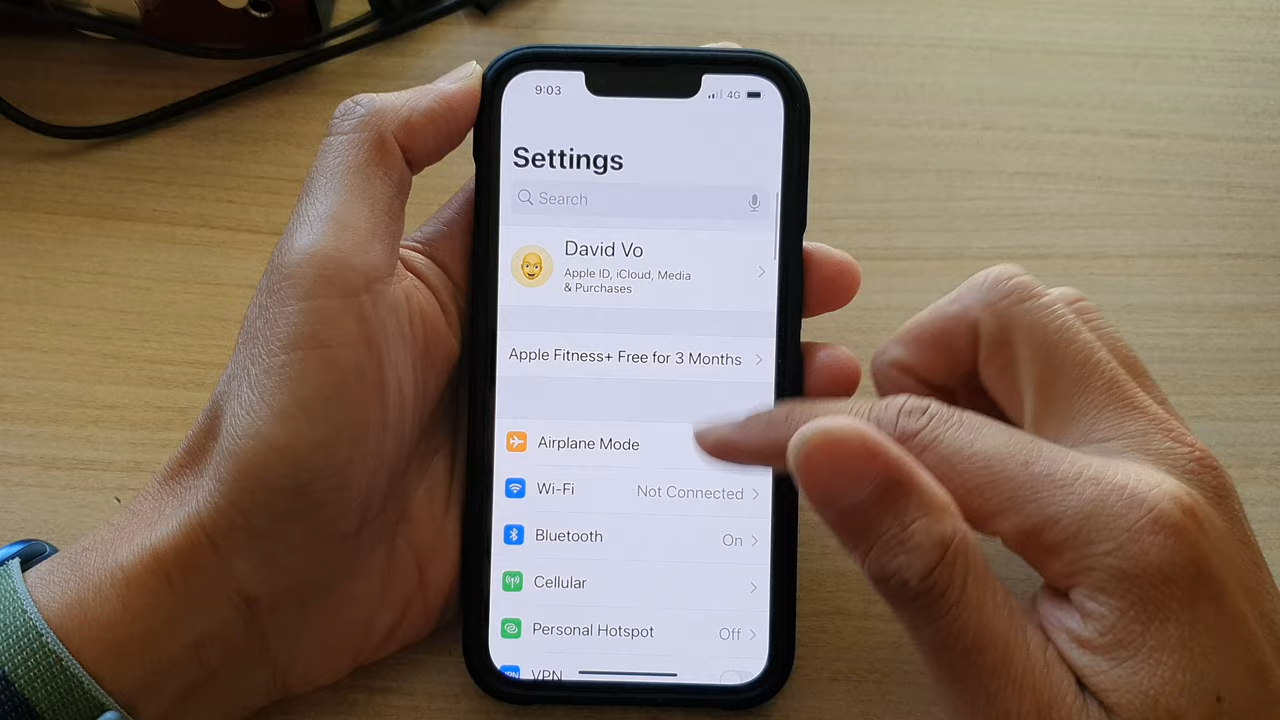 9:03
4G
Settings
Search
David Vo
Apple ID, iCloud, Media
& Purchases
Apple Fitness+ Free for 3 Months
Airplane Mode
Wi-Fi Not Connected
Bluetooth On
Cellular
Personal Hotspot Off
VPN